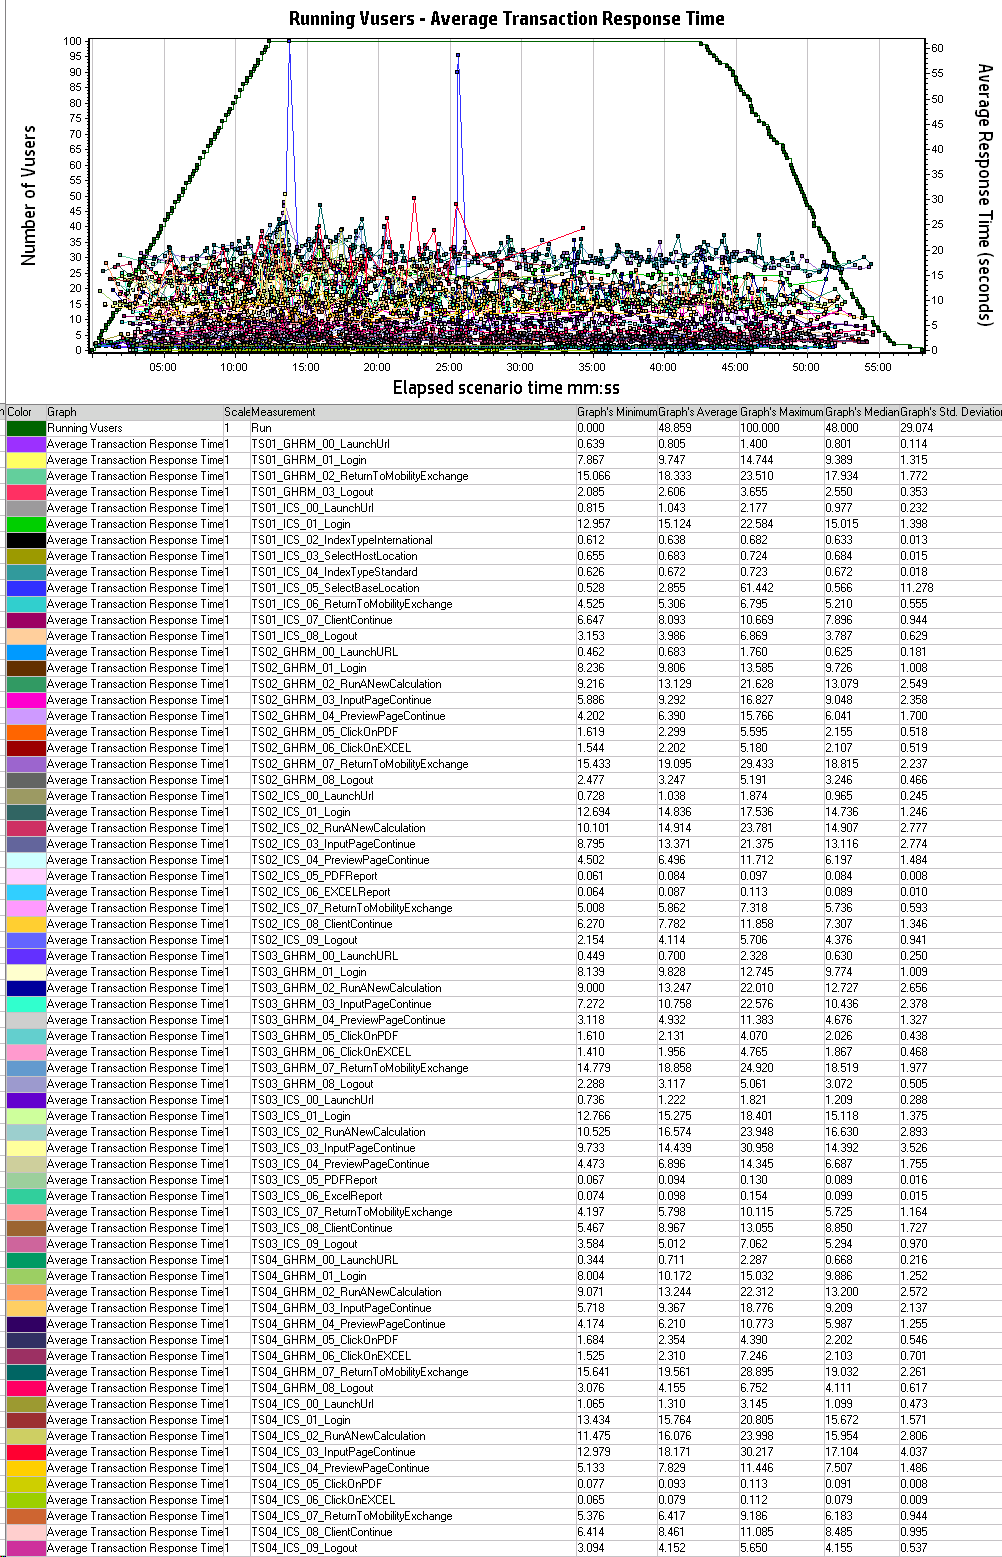 Running Vusers - Average Transaction Response Time
100
95
90
85
80
75
70
65
60
55
50
45
40
35
30
25
20
15
10
5
0
Number of Vusers
60
55
50
45
40
35
30
25
20
15
10
5
0
Average Response Time (seconds)
05:00 10:00 15:00 20:00 25:00 30:00 35:00 40:00 45:00 50:00 55:00
Elapsed scenario time mm:ss
Color Graph Scale Measurement Graph's Minimum Graph's Average Graph's Maximum Graph's Median Graph's Std. Deviation
Running Vusers 1 Run 0.000 48.859 100.000 48.000 29.074
Average Transaction Response Time 1 TS01_GHRM_00_LaunchUrl 0.639 0.805 1.400 0.801 0.114
Average Transaction Response Time 1 TS01_GHRM_01_Login 7.867 9.747 14.744 9.389 1.315
Average Transaction Response Time 1 TS01_GHRM_02_ReturnToMobilityExchange 15.066 18.333 23.510 17.934 1.772
Average Transaction Response Time 1 TS01_GHRM_03_Logout 2.085 2.606 3.655 2.550 0.353
Average Transaction Response Time 1 TS01_ICS_00_LaunchUrl 0.815 1.043 2.177 0.977 0.232
Average Transaction Response Time 1 TS01_ICS_01_Login 12.957 15.124 22.584 15.015 1.398
Average Transaction Response Time 1 TS01_ICS_02_IndexTypeInternational 0.612 0.638 0.682 0.633 0.013
Average Transaction Response Time 1 TS01_ICS_03_SelectHostLocation 0.655 0.683 0.724 0.684 0.015
Average Transaction Response Time 1 TS01_ICS_04_IndexTypeStandard 0.626 0.672 0.723 0.672 0.018
Average Transaction Response Time 1 TS01_ICS_05_SelectBaseLocation 0.528 2.855 61.442 0.566 11.278
Average Transaction Response Time 1 TS01_ICS_06_ReturnToMobilityExchange 4.525 5.306 6.795 5.210 0.555
Average Transaction Response Time 1 TS01_ICS_07_ClientContinue 6.647 8.093 10.669 7.896 0.944
Average Transaction Response Time 1 TS01_ICS_08_Logout 3.153 3.986 6.869 3.787 0.629
Average Transaction Response Time 1 TS02_GHRM_00_LaunchURL 0.462 0.683 1.760 0.625 0.181
Average Transaction Response Time 1 TS02_GHRM_01_Login 8.236 9.806 13.585 9.726 1.008
Average Transaction Response Time 1 TS02_GHRM_02_RunANewCalculation 9.216 13.129 21.628 13.079 2.549
Average Transaction Response Time 1 TS02_GHRM_03_InputPageContinue 5.886 9.292 16.827 9.048 2.358
Average Transaction Response Time 1 TS02_GHRM_04_PreviewPageContinue 4.202 6.390 15.766 6.041 1.700
Average Transaction Response Time 1 TS02_GHRM_05_ClickOnPDF 1.619 2.299 5.595 2.155 0.518
Average Transaction Response Time 1 TS02_GHRM_06_ClickOnEXCEL 1.544 2.202 5.180 2.107 0.519
Average Transaction Response Time 1 TS02_GHRM_07_ReturnToMobilityExchange 15.433 19.095 29.433 18.815 2.237
Average Transaction Response Time 1 TS02_GHRM_08_Logout 2.477 3.247 5.191 3.246 0.466
Average Transaction Response Time 1 TS02_ICS_00_LaunchUrl 0.728 1.038 1.874 0.965 0.245
Average Transaction Response Time 1 TS02_ICS_01_Login 12.694 14.836 17.536 14.736 1.246
Average Transaction Response Time 1 TS02_ICS_02_RunANewCalculation 10.101 14.914 23.781 14.907 2.777
Average Transaction Response Time 1 TS02_ICS_03_InputPageContinue 8.795 13.371 21.375 13.116 2.774
Average Transaction Response Time 1 TS02_ICS_04_PreviewPageContinue 4.502 6.496 11.712 6.197 1.484
Average Transaction Response Time 1 TS02_ICS_05_PDFReport 0.061 0.084 0.097 0.084 0.008
Average Transaction Response Time 1 TS02_ICS_06_EXCELReport 0.064 0.087 0.113 0.089 0.010
Average Transaction Response Time 1 TS02_ICS_07_ReturnToMobilityExchange 5.008 5.862 7.318 5.736 0.593
Average Transaction Response Time 1 TS02_ICS_08_ClientContinue 6.270 7.782 11.858 7.307 1.346
Average Transaction Response Time 1 TS02_ICS_09_Logout 2.154 4.114 5.706 4.376 0.941
Average Transaction Response Time 1 TS03_GHRM_00_LaunchURL 0.449 0.700 2.328 0.630 0.250
Average Transaction Response Time 1 TS03_GHRM_01_Login 8.139 9.828 12.745 9.774 1.009
Average Transaction Response Time 1 TS03_GHRM_02_RunANewCalculation 9.000 13.247 22.010 12.727 2.656
Average Transaction Response Time 1 TS03_GHRM_03_InputPageContinue 7.272 10.758 22.576 10.436 2.378
Average Transaction Response Time 1 TS03_GHRM_04_PreviewPageContinue 3.118 4.932 11.383 4.676 1.327
Average Transaction Response Time 1 TS03_GHRM_05_ClickOnPDF 1.610 2.131 4.070 2.026 0.438
Average Transaction Response Time 1 TS03_GHRM_06_ClickOnEXCEL 1.410 1.956 4.765 1.867 0.468
Average Transaction Response Time 1 TS03_GHRM_07_ReturnToMobilityExchange 14.779 18.858 24.920 18.519 1.977
Average Transaction Response Time 1 TS03_GHRM_08_Logout 2.288 3.117 5.061 3.072 0.505
Average Transaction Response Time 1 TS03_ICS_00_LaunchUrl 0.736 1.222 1.821 1.209 0.288
Average Transaction Response Time 1 TS03_ICS_01_Login 12.766 15.275 18.401 15.118 1.375
Average Transaction Response Time 1 TS03_ICS_02_RunANewCalculation 10.525 16.574 23.948 16.630 2.893
Average Transaction Response Time 1 TS03_ICS_03_InputPageContinue 9.733 14.439 30.958 14.392 3.526
Average Transaction Response Time 1 TS03_ICS_04_PreviewPageContinue 4.473 6.896 14.345 6.687 1.755
Average Transaction Response Time 1 TS03_ICS_05_PDFReport 0.067 0.094 0.130 0.089 0.016
Average Transaction Response Time 1 TS03_ICS_06_ExcelReport 0.074 0.098 0.154 0.099 0.015
Average Transaction Response Time 1 TS03_ICS_07_ReturnToMobilityExchange 4.197 5.798 10.115 5.725 1.164
Average Transaction Response Time 1 TS03_ICS_08_ClientContinue 5.467 8.967 13.055 8.850 1.727
Average Transaction Response Time 1 TS03_ICS_09_Logout 3.584 5.012 7.062 5.294 0.970
Average Transaction Response Time 1 TS04_GHRM_00_LaunchURL 0.344 0.711 2.287 0.668 0.216
Average Transaction Response Time 1 TS04_GHRM_01_Login 8.004 10.172 15.032 9.886 1.252
Average Transaction Response Time 1 TS04_GHRM_02_RunANewCalculation 9.071 13.244 22.312 13.200 2.572
Average Transaction Response Time 1 TS04_GHRM_03_InputPageContinue 5.718 9.367 18.776 9.209 2.137
Average Transaction Response Time 1 TS04_GHRM_04_PreviewPageContinue 4.174 6.210 10.773 5.987 1.255
Average Transaction Response Time 1 TS04_GHRM_05_ClickOnPDF 1.684 2.354 4.390 2.202 0.546
Average Transaction Response Time 1 TS04_GHRM_06_ClickOnEXCEL 1.525 2.310 7.246 2.103 0.701
Average Transaction Response Time 1 TS04_GHRM_07_ReturnToMobilityExchange 15.641 19.561 28.895 19.032 2.261
Average Transaction Response Time 1 TS04_GHRM_08_Logout 3.076 4.155 6.752 4.111 0.617
Average Transaction Response Time 1 TS04_ICS_00_LaunchUrl 1.065 1.310 3.145 1.099 0.473
Average Transaction Response Time 1 TS04_ICS_01_Login 13.434 15.764 20.805 15.672 1.571
Average Transaction Response Time 1 TS04_ICS_02_RunANewCalculation 11.475 16.076 23.998 15.954 2.806
Average Transaction Response Time 1 TS04_ICS_03_InputPageContinue 12.979 18.171 30.217 17.104 4.037
Average Transaction Response Time 1 TS04_ICS_04_PreviewPageContinue 5.133 7.829 11.446 7.507 1.486
Average Transaction Response Time 1 TS04_ICS_05_ClickOnPDF 0.077 0.093 0.113 0.091 0.008
Average Transaction Response Time 1 TS04_ICS_06_ClickOnEXCEL 0.065 0.079 0.112 0.079 0.009
Average Transaction Response Time 1 TS04_ICS_07_ReturnToMobilityExchange 5.376 6.417 9.186 6.183 0.944
Average Transaction Response Time 1 TS04_ICS_08_ClientContinue 6.414 8.461 11.085 8.485 0.995
Average Transaction Response Time 1 TS04_ICS_09_Logout 3.094 4.152 5.650 4.155 0.537